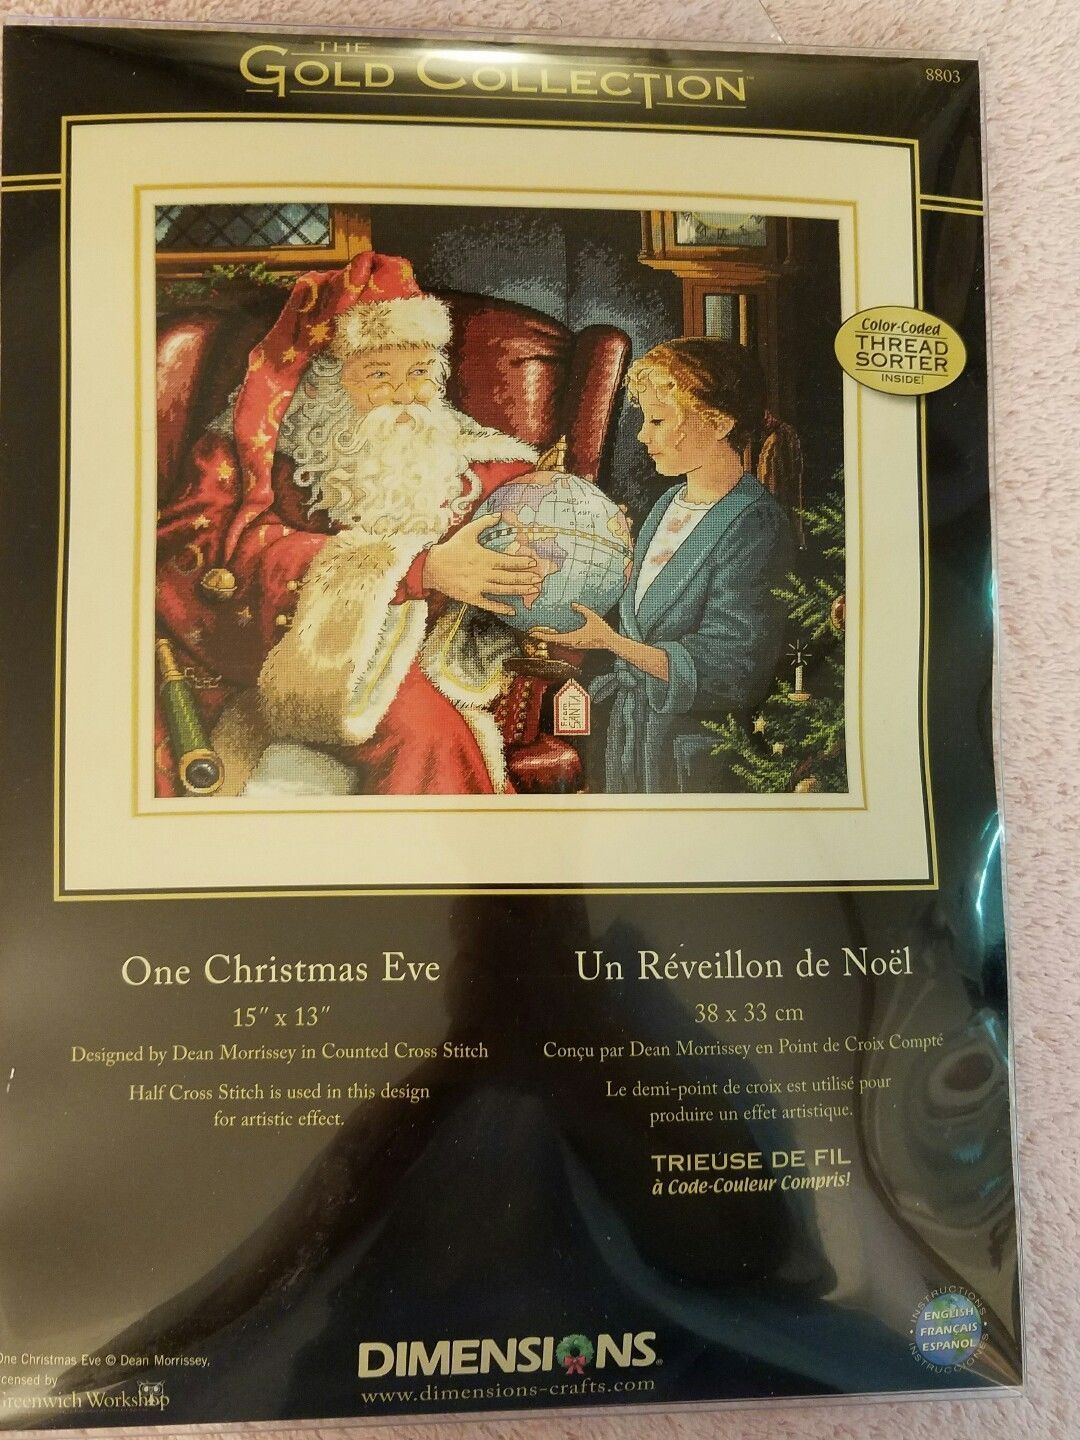 THE
GOLD COLLECTION™
8803
Color-Coded
THREAD
SORTER
INSIDE!
From
SANTA
One Christmas Eve
15" x 13"
Designed by Dean Morrissey in Counted Cross Stitch
Half Cross Stitch is used in this design
for artistic effect.
Un Réveillon de Noël
38 x 33 cm
Conçu par Dean Morrissey en Point de Croix Compté
Le demi-point de croix est utilisé pour
produire un effet artistique.
TRIEUSE DE FIL
à Code-Couleur Compris!
INSTRUCTIONS
ENGLISH
FRANÇAIS
ESPAÑOL
INSTRUCCIONES
One Christmas Eve © Dean Morrissey,
censed by
Greenwich Workshop
DIMENSIONS®
www.dimensions-crafts.com